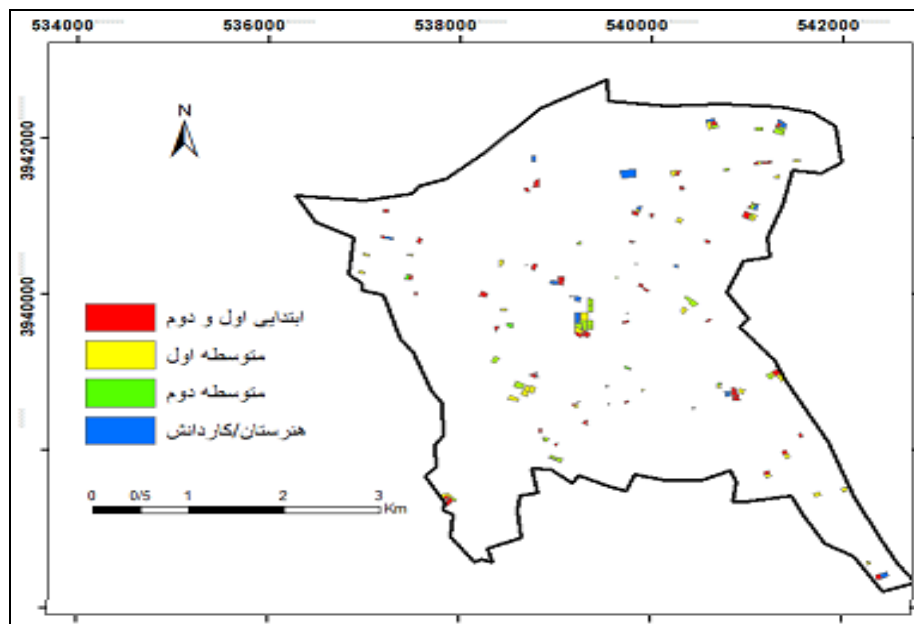 534000 536000 538000 540000 542000
N
3942000
3940000
ابتدایی اول و دوم
متوسطه اول
متوسطه دوم
هنرستان/کاردانش
0 0/5 1 2 3
Km